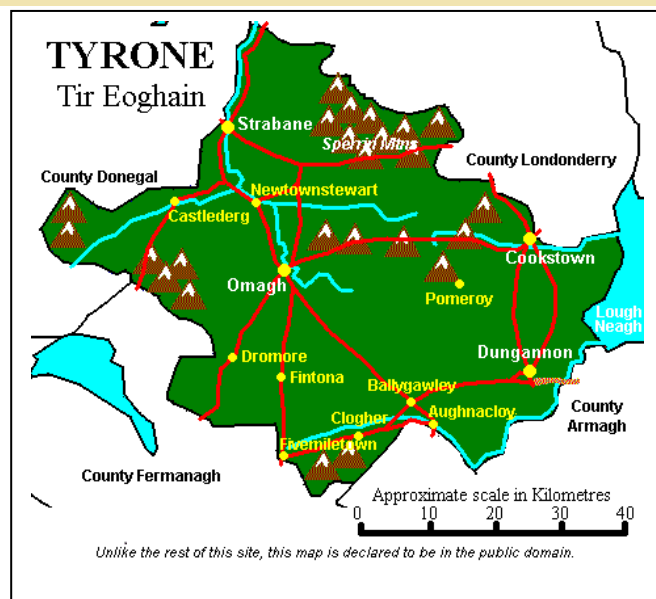 TYRONE
Tir Eoghain
Strabane
Sperrin Mtns
County Londonderry
County Donegal
Newtownstewart
Castlederg
Cookstown
Omagh
Pomeroy
Lough
Neagh
Dromore
Dungannon
Fintona
Ballygawley
County
Armagh
Clogher
Aughnacloy
Fivemiletown
County Fermanagh
Approximate scale in Kilometres
0 10 20 30 40
Unlike the rest of this site, this map is declared to be in the public domain.